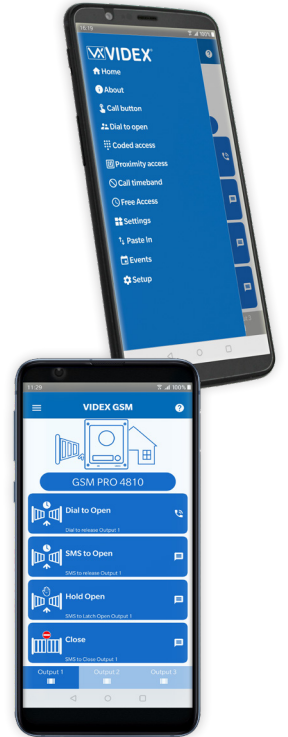 15:19
100%
VIDEX
Home
About
Call button
Dial to open
Coded access
Proximity access
Call timeband
Free Access
Settings
Paste In
Events
Setup
11:29
100%
VIDEX GSM
GSM PRO 4810
Dial to Open
Dial to release Output 1
SMS to Open
SMS to release Output 1
Hold Open
SMS to Latch Open Output 1
Close
SMS to Close Output 1
Output 1 Output 2 Output 3